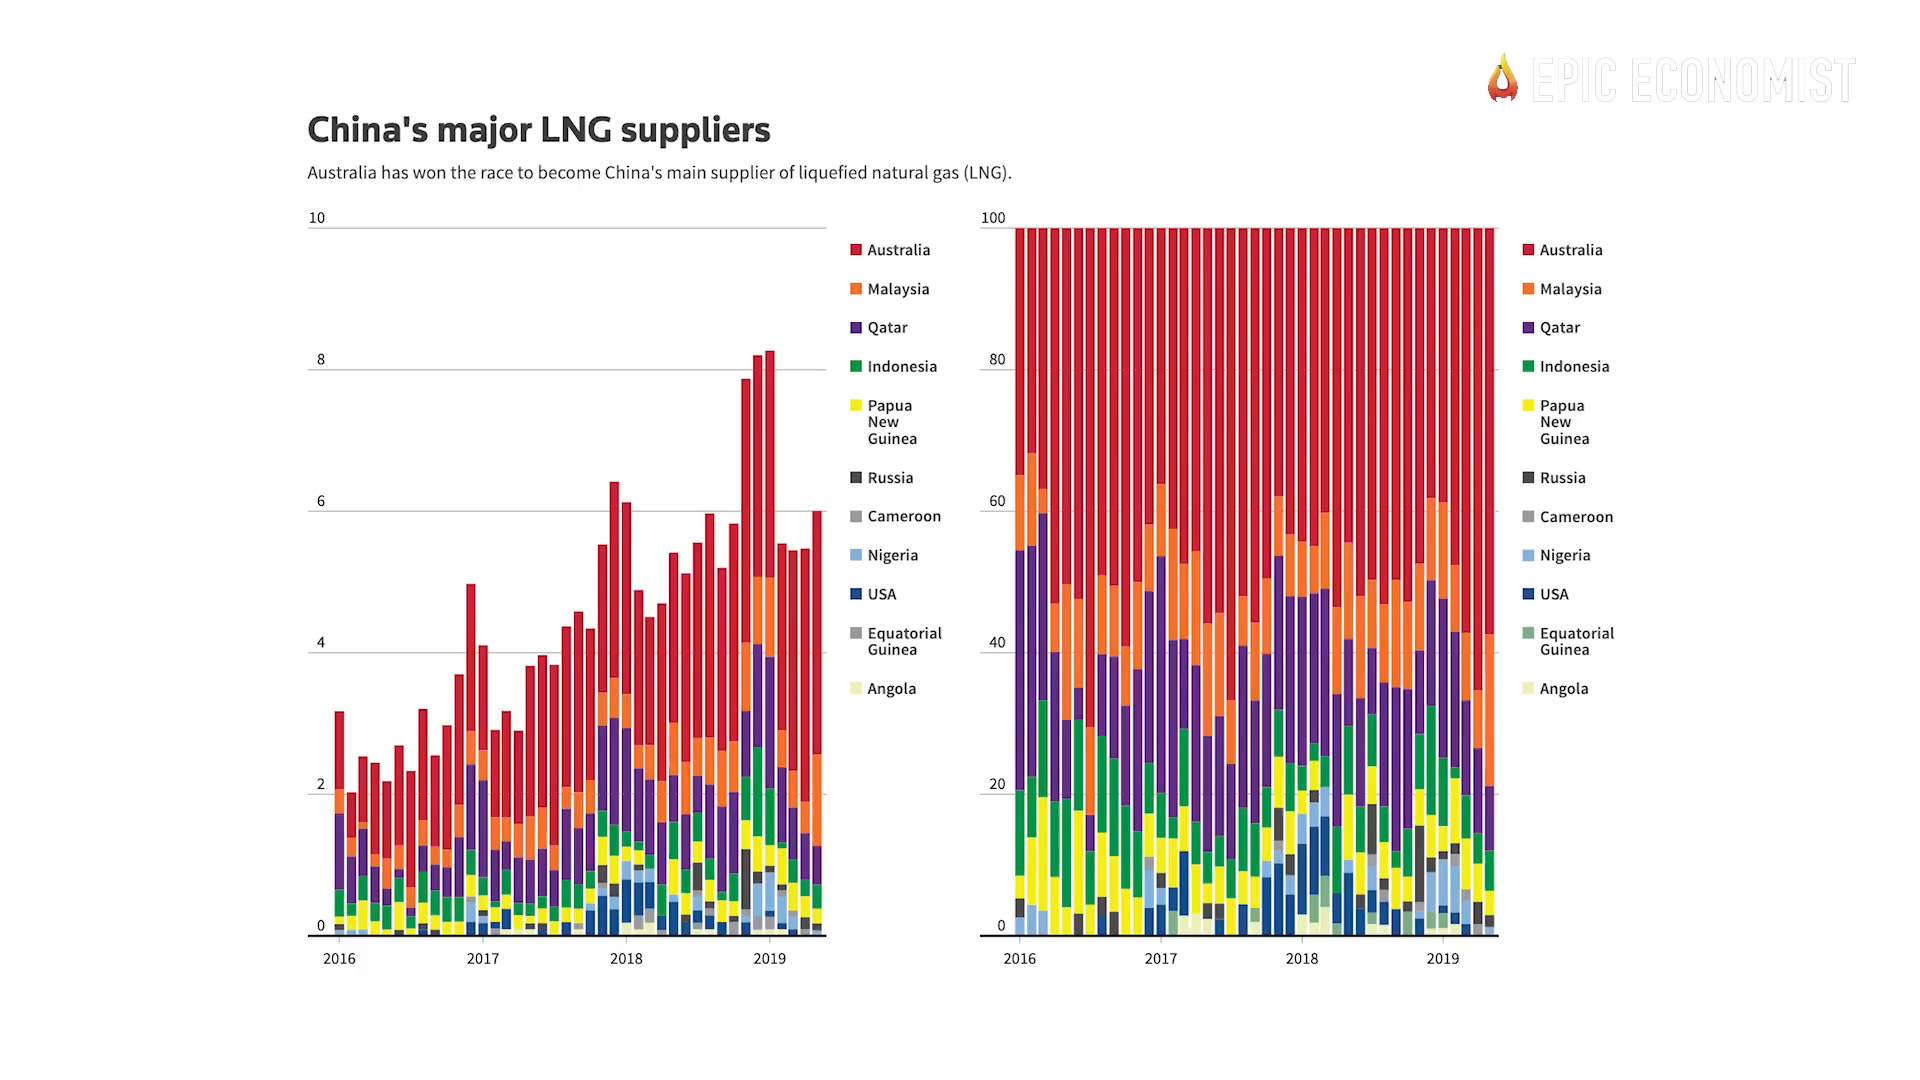 EPIC ECONOMIST
China's major LNG suppliers
Australia has won the race to become China's main supplier of liquefied natural gas (LNG).
10
8
6
4
2
0
2016 2017 2018 2019
Australia
Malaysia
Qatar
Indonesia
Papua
New
Guinea
Russia
Cameroon
Nigeria
USA
Equatorial
Guinea
Angola
100
80
60
40
20
0
2016 2017 2018 2019
Australia
Malaysia
Qatar
Indonesia
Papua
New
Guinea
Russia
Cameroon
Nigeria
USA
Equatorial
Guinea
Angola